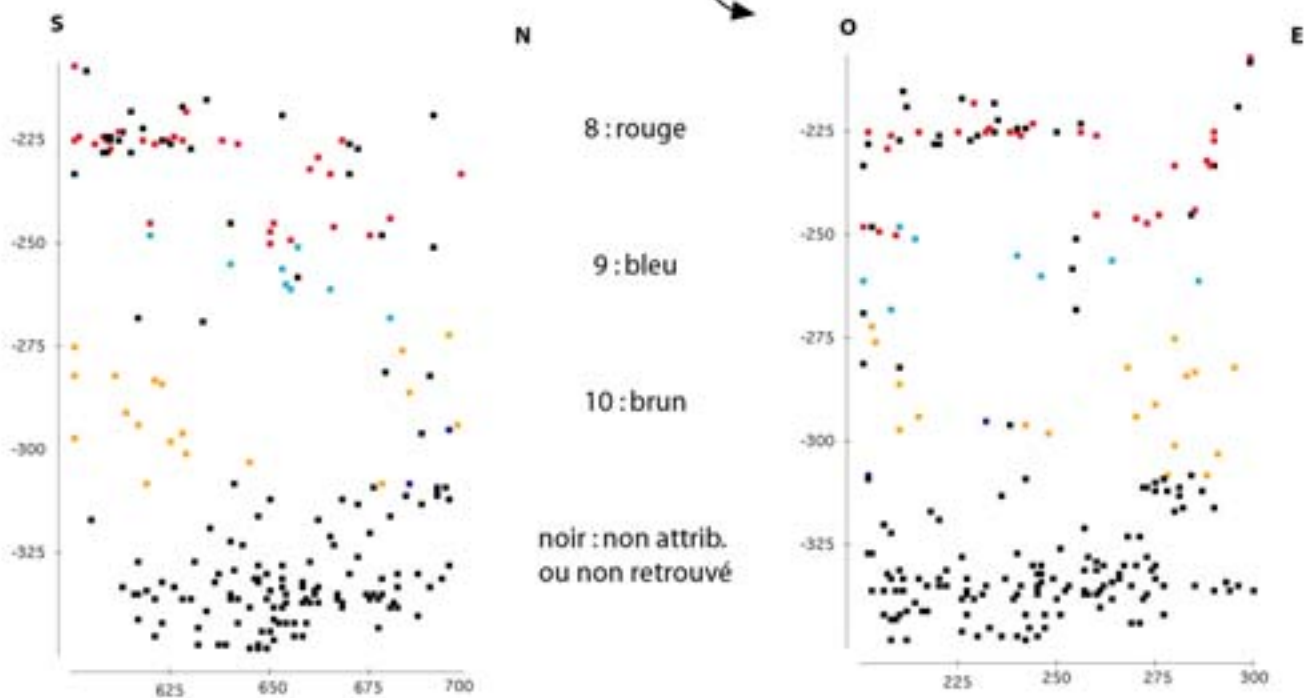 S
N
O
E
-225
-250
-275
-300
-325
625
650
675
700
8 : rouge
9 : bleu
10 : brun
noir : non attrib.
ou non retrouvé
-225
-250
-275
-300
-325
225
250
275
300